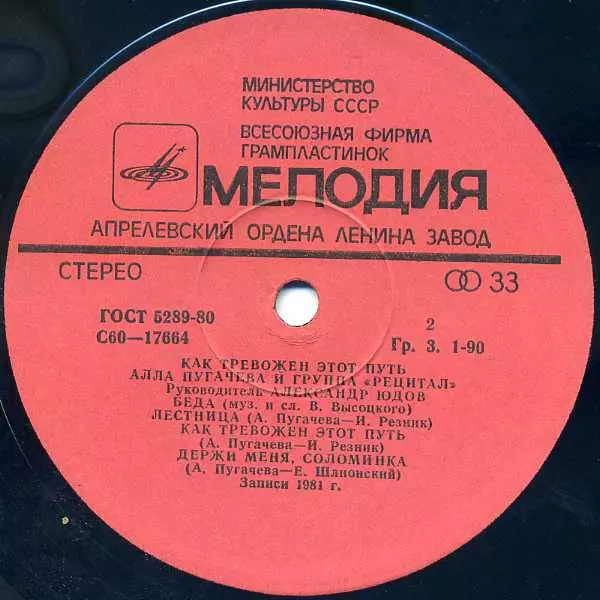 МИНИСТЕРСТВО
КУЛЬТУРЫ СССР
ВСЕСОЮЗНАЯ ФИРМА
ГРАМПЛАСТИНОК
МЕЛОДИЯ
АПРЕЛЕВСКИЙ ОРДЕНА ЛЕНИНА ЗАВОД
СТЕРЕО 33
ГОСТ 5289-80 2
С60—17664 Гр. 3. 1-90
КАК ТРЕВОЖЕН ЭТОТ ПУТЬ
АЛЛА ПУГАЧЕВА И ГРУППА «РЕЦИТАЛ»
Руководитель АЛЕКСАНДР ЮДОВ
БЕДА (муз. и сл. В. Высоцкого)
ЛЕСТНИЦА (А. Пугачева—И. Резник)
КАК ТРЕВОЖЕН ЭТОТ ПУТЬ
(А. Пугачева—И. Резник)
ДЕРЖИ МЕНЯ, СОЛОМИНКА
(А. Пугачева—Е. Шлионский)
Записи 1981 г.